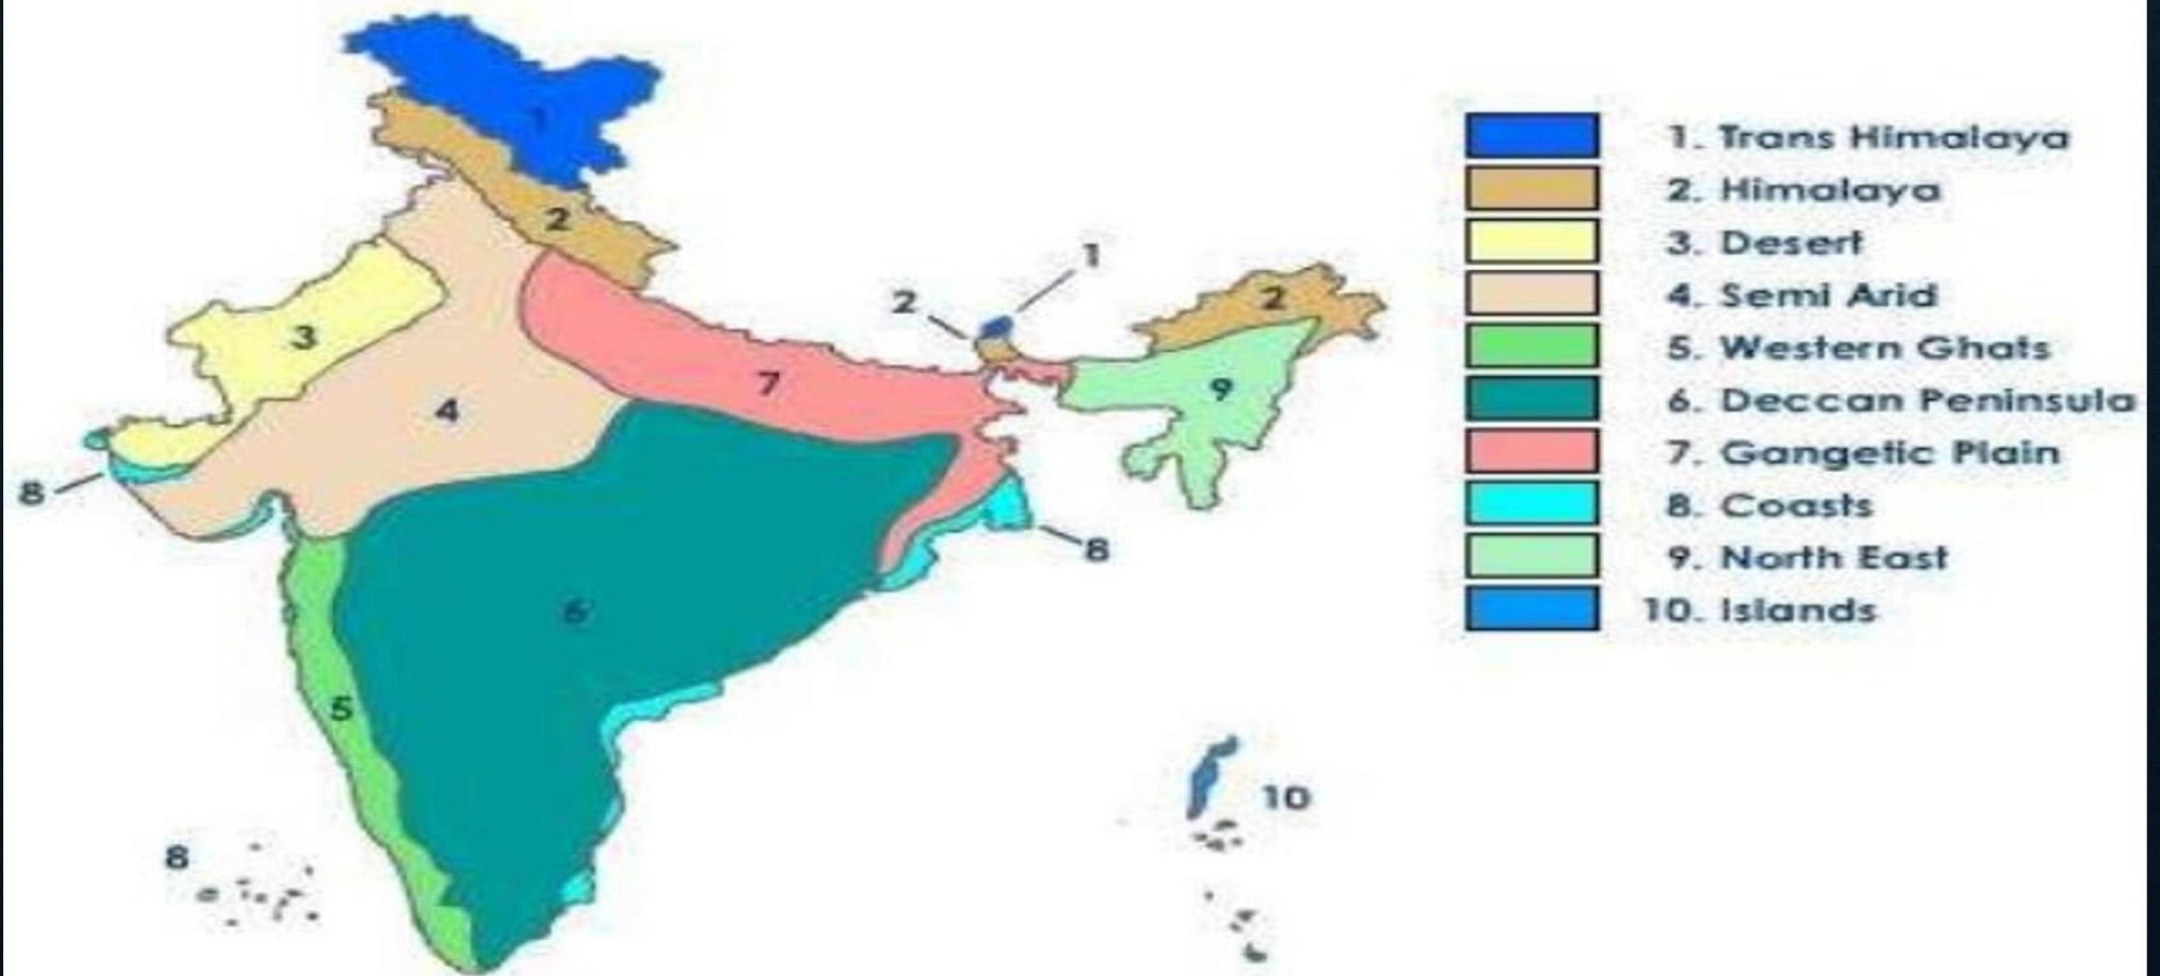 1
2
1
2
2
3
7
9
4
8
8
6
5
10
8
1. Trans Himalaya
2. Himalaya
3. Desert
4. Semi Arid
5. Western Ghats
6. Deccan Peninsula
7. Gangetic Plain
8. Coasts
9. North East
10. Islands